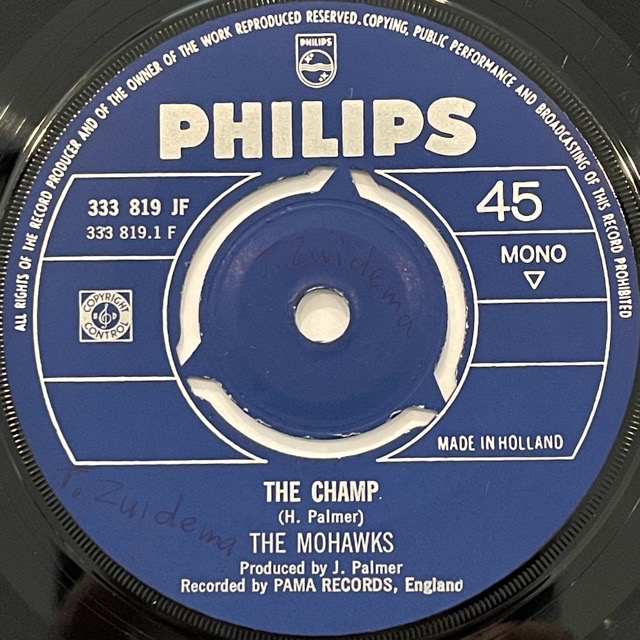 ALL RIGHTS OF THE RECORD PRODUCER AND OF THE OWNER OF THE WORK REPRODUCED RESERVED. COPYING, PUBLIC PERFORMANCE AND BROADCASTING OF THIS RECORD PROHIBITED
PHILIPS
PHILIPS
333 819 JF
333 819.1 F
45
MONO
COPYRIGHT
CONTROL
T. Zuidema
MADE IN HOLLAND
THE CHAMP
(H. Palmer)
T. Zuidema
THE MOHAWKS
Produced by J. Palmer
Recorded by PAMA RECORDS, England